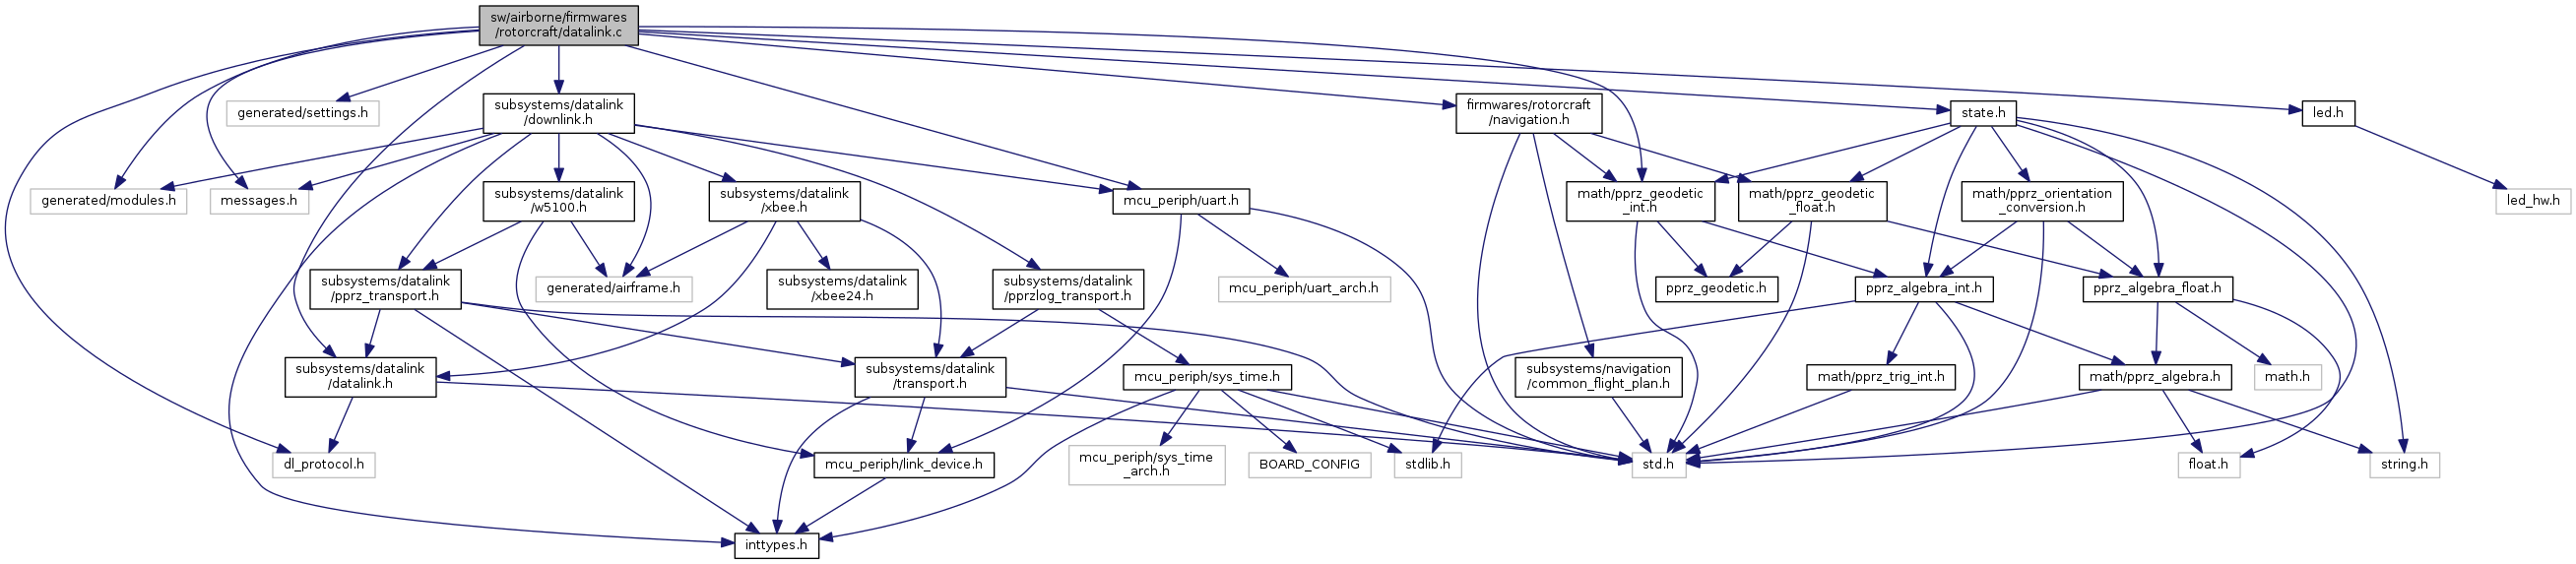 sw/airborne/firmwares
/rotorcraft/datalink.c
generated/settings.h
subsystems/datalink
/downlink.h
firmwares/rotorcraft
/navigation.h
state.h
led.h
generated/modules.h
messages.h
subsystems/datalink
/w5100.h
subsystems/datalink
/xbee.h
mcu_periph/uart.h
math/pprz_geodetic
_int.h
math/pprz_geodetic
_float.h
math/pprz_orientation
_conversion.h
led_hw.h
subsystems/datalink
/pprz_transport.h
generated/airframe.h
subsystems/datalink
/xbee24.h
subsystems/datalink
/pprzlog_transport.h
mcu_periph/uart_arch.h
pprz_geodetic.h
pprz_algebra_int.h
pprz_algebra_float.h
subsystems/datalink
/datalink.h
subsystems/datalink
/transport.h
mcu_periph/sys_time.h
subsystems/navigation
/common_flight_plan.h
math/pprz_trig_int.h
math/pprz_algebra.h
math.h
dl_protocol.h
mcu_periph/link_device.h
mcu_periph/sys_time
_arch.h
BOARD_CONFIG
stdlib.h
std.h
float.h
string.h
inttypes.h